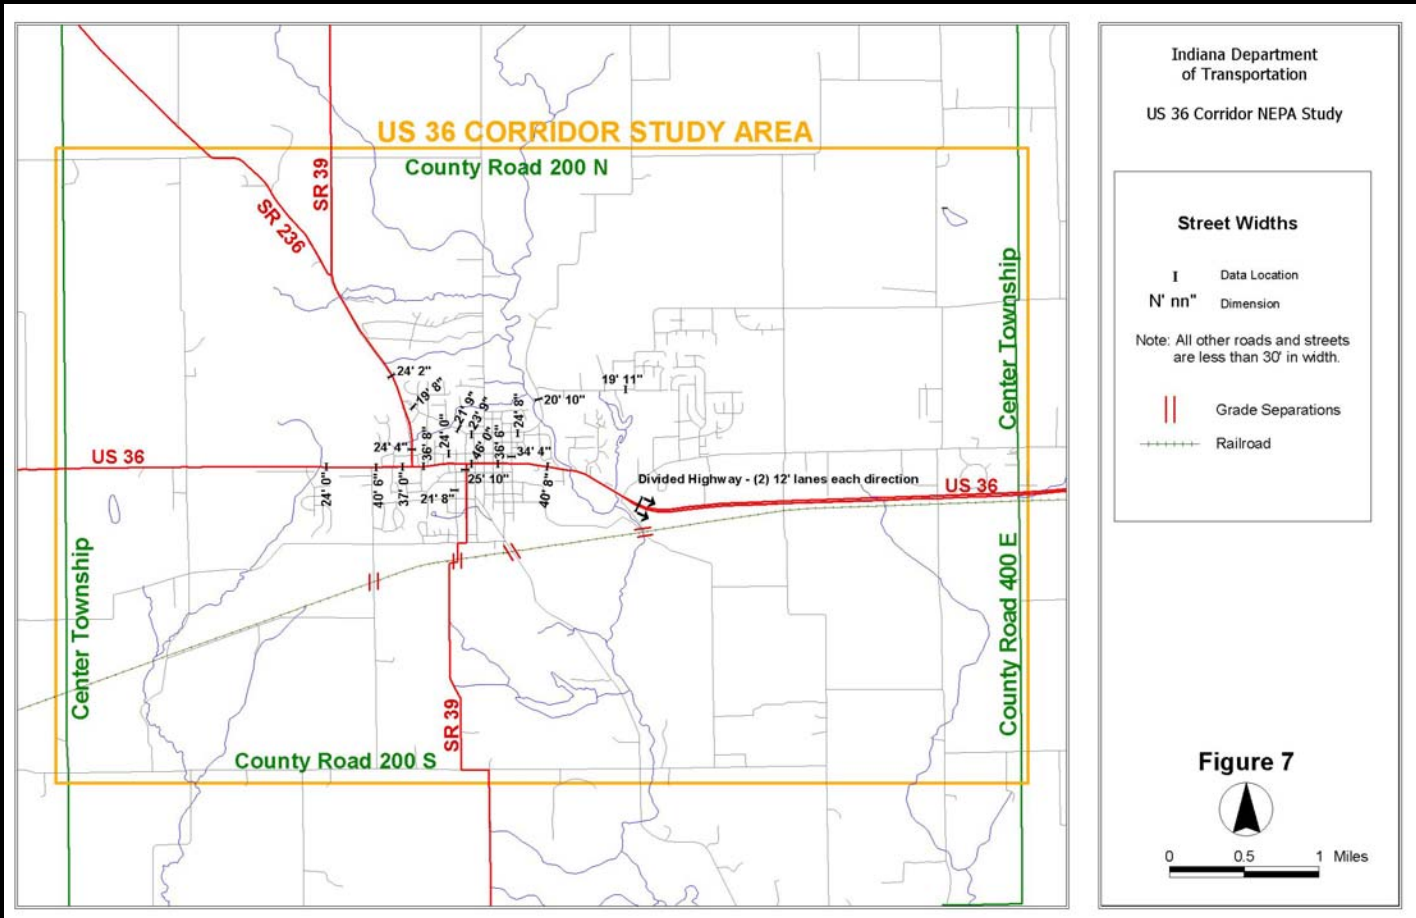 US 36 CORRIDOR STUDY AREA
County Road 200 N
SR 39
SR 236
Center Township
24' 2"
19' 8"
19' 11"
20' 10"
21' 9"
23' 9"
24' 8"
24' 0"
36' 8"
24' 4"
46' 0"
36' 6"
34' 4"
US 36
24' 0"
40' 6"
37' 0"
21' 8"
25' 10"
40' 8"
Divided Highway - (2) 12' lanes each direction
US 36
Center Township
County Road 400 E
SR 39
County Road 200 S
Indiana Department
of Transportation
US 36 Corridor NEPA Study
Street Widths
I Data Location
N' nn" Dimension
Note: All other roads and streets
are less than 30' in width.
Grade Separations
Railroad
Figure 7
0 0.5 1 Miles